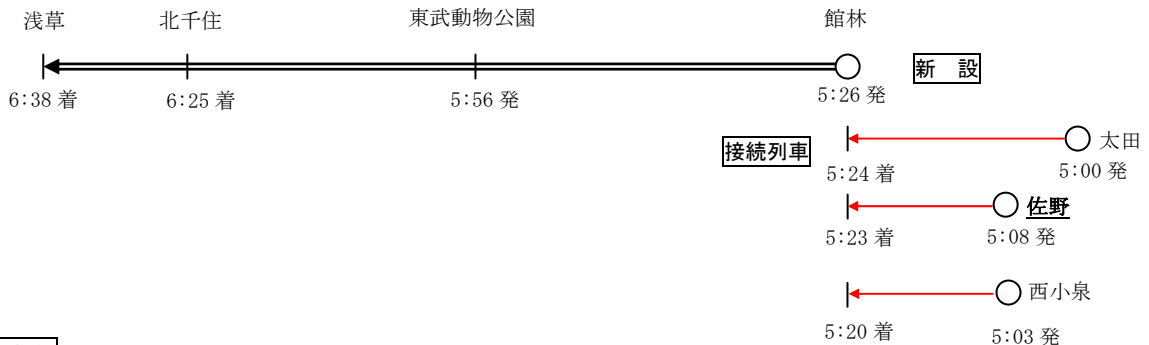 浅草 北千住 東武動物公園 館林
新 設
6:38 着 6:25 着 5:56 発 5:26 発
太田
接続列車
5:24 着 5:00 発
佐野
5:23 着 5:08 発
西小泉
5:20 着 5:03 発